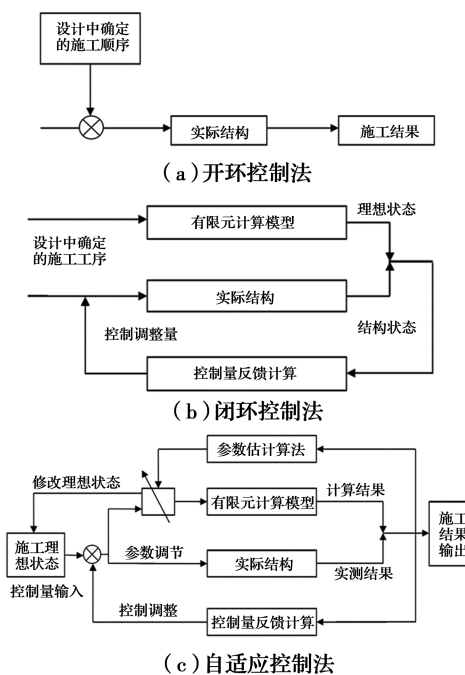 设计中确定
的施工顺序
实际结构
施工结果
(a)开环控制法
理想状态
有限元计算模型
设计中确定
的施工工序
实际结构
控制调整量
结构状态
控制量反馈计算
(b)闭环控制法
参数估计算法
修改理想状态
计算结果
有限元计算模型
施工
结果
输出
施工理
想状态
参数调节
实际结构
实测结果
控制量输入
控制调整
控制量反馈计算
(c)自适应控制法